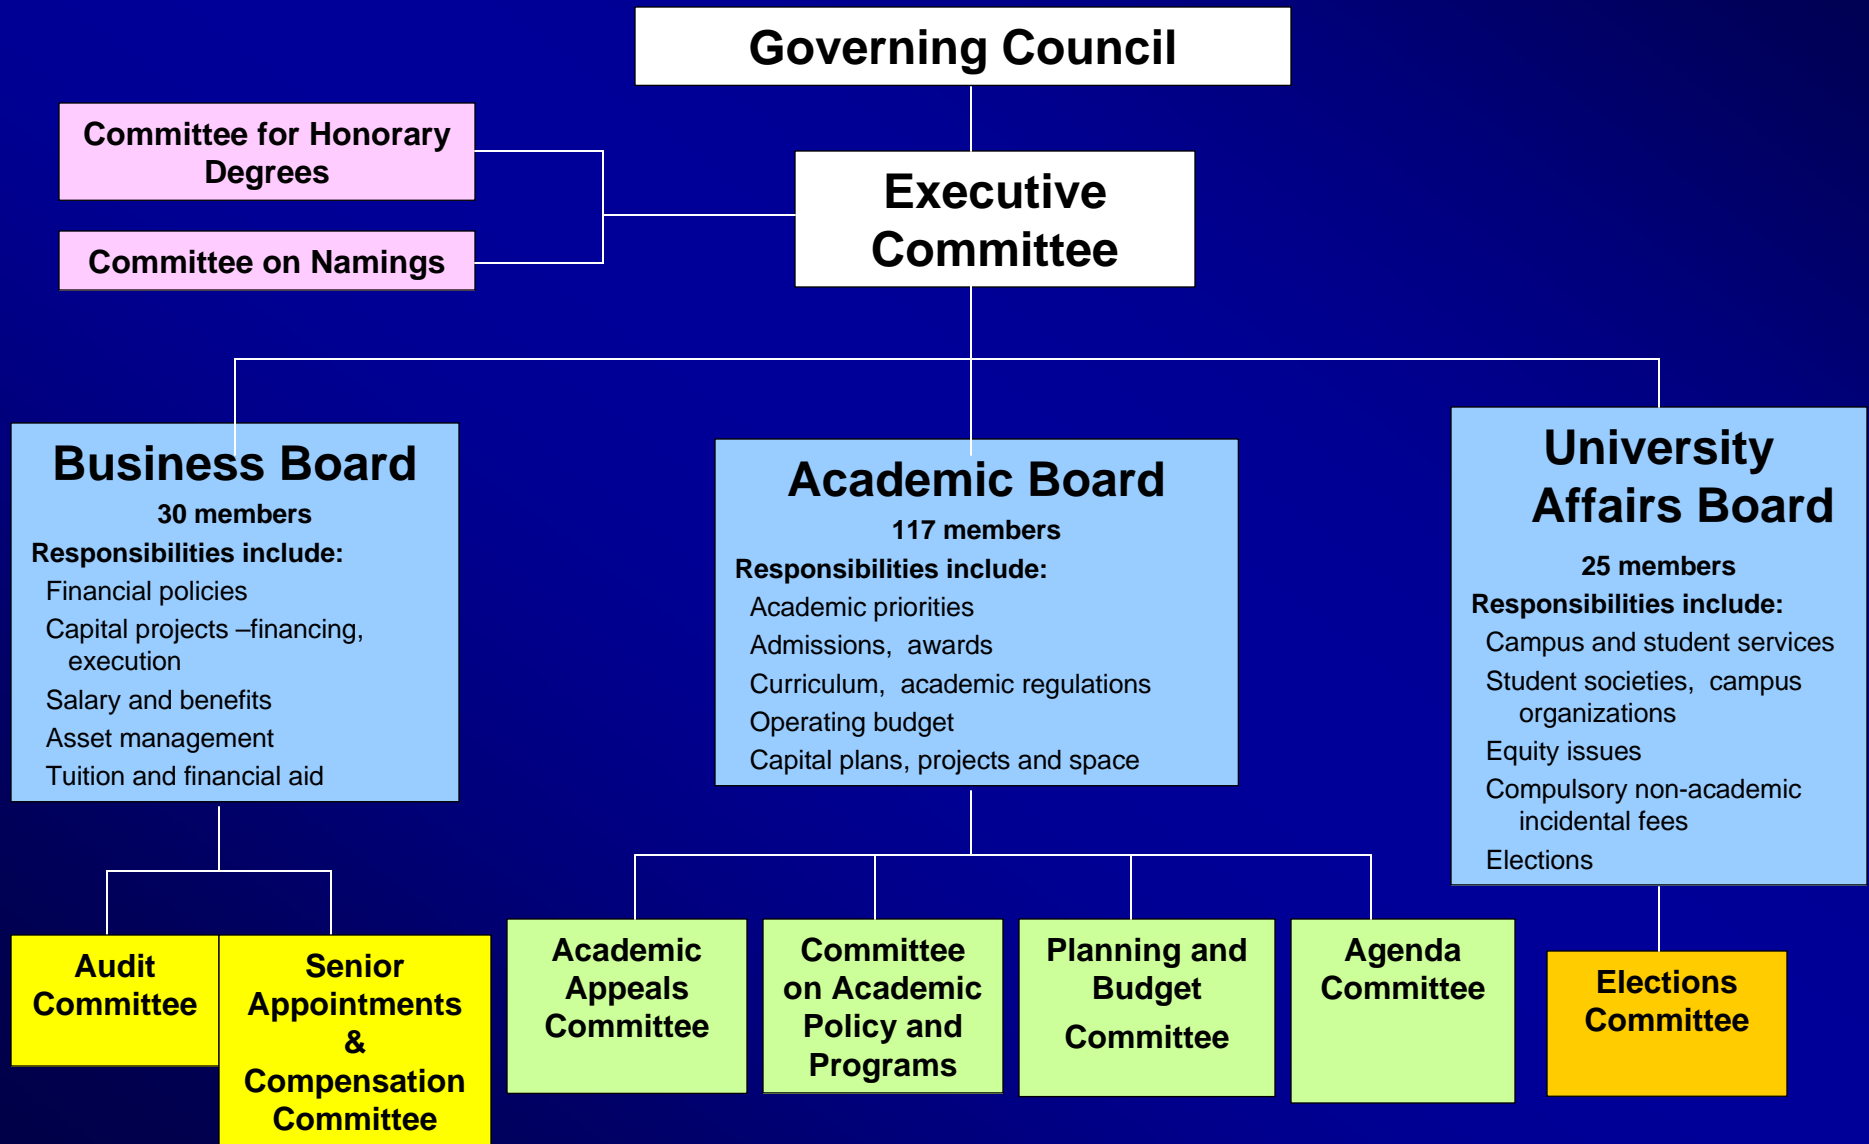 Governing Council
Committee for Honorary
Degrees
Committee on Namings
Executive
Committee
Business Board
30 members
Responsibilities include:
Financial policies
Capital projects –financing,
execution
Salary and benefits
Asset management
Tuition and financial aid
Academic Board
117 members
Responsibilities include:
Academic priorities
Admissions, awards
Curriculum, academic regulations
Operating budget
Capital plans, projects and space
University
Affairs Board
25 members
Responsibilities include:
Campus and student services
Student societies, campus
organizations
Equity issues
Compulsory non-academic
incidental fees
Elections
Audit
Committee
Senior
Appointments
&
Compensation
Committee
Academic
Appeals
Committee
Committee
on Academic
Policy and
Programs
Planning and
Budget
Committee
Agenda
Committee
Elections
Committee